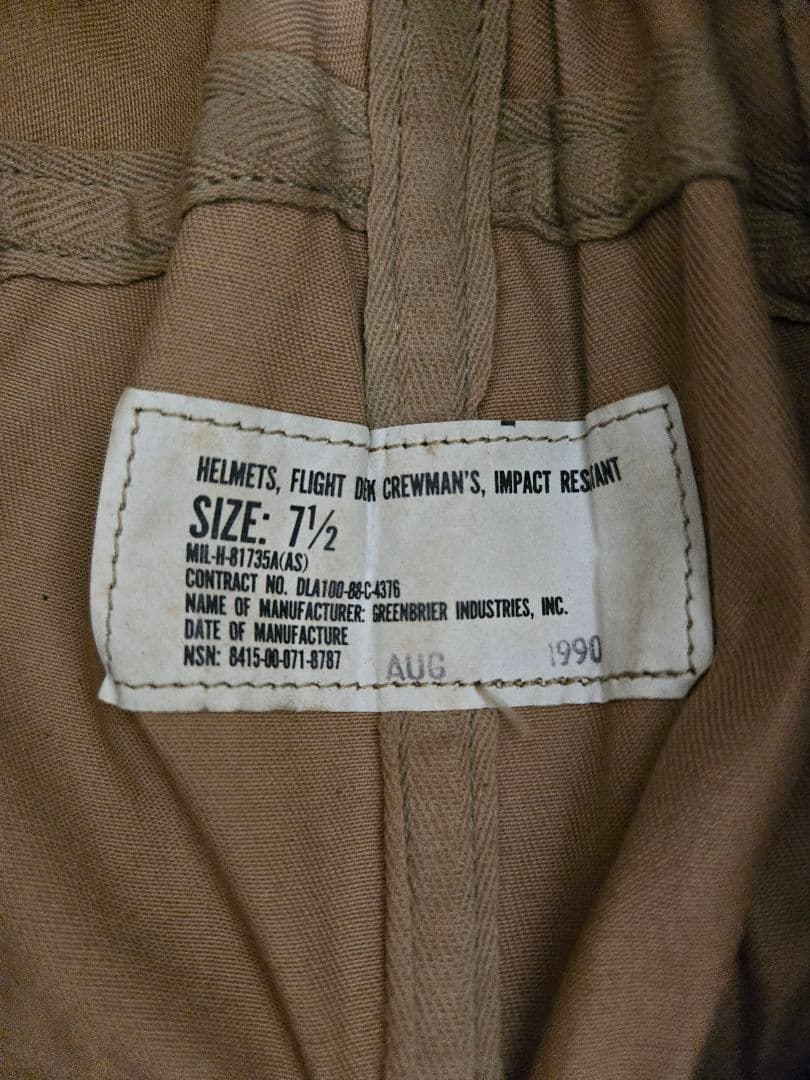 HELMETS, FLIGHT DEK CREWMAN'S, IMPACT RESISTANT
SIZE: 7½
MIL-H-81735A(AS)
CONTRACT NO. DLA100-88-C-4376
NAME OF MANUFACTURER: GREENBRIER INDUSTRIES, INC.
DATE OF MANUFACTURE
NSN: 8415-00-071-8787 AUG 1990